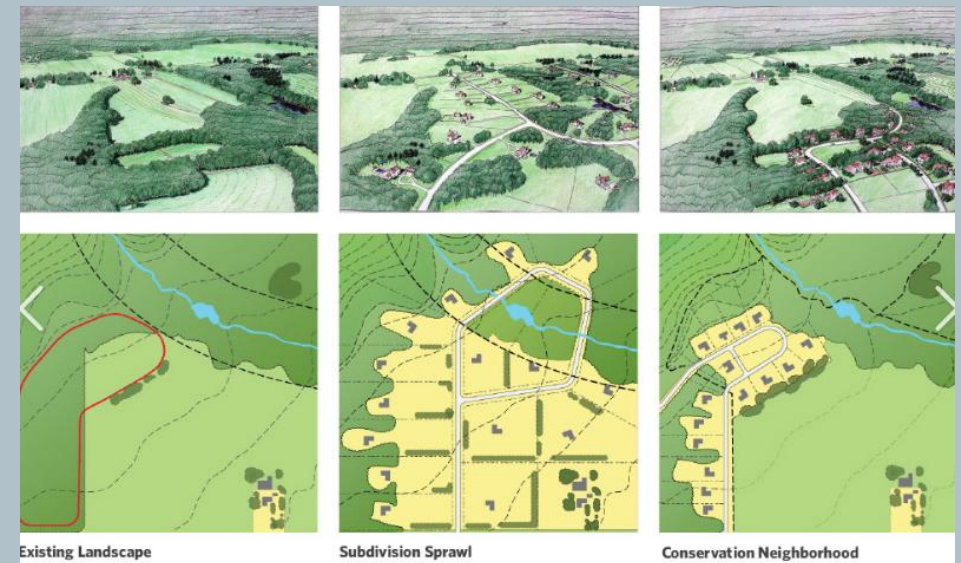 Existing Landscape
Subdivision Sprawl
Conservation Neighborhood